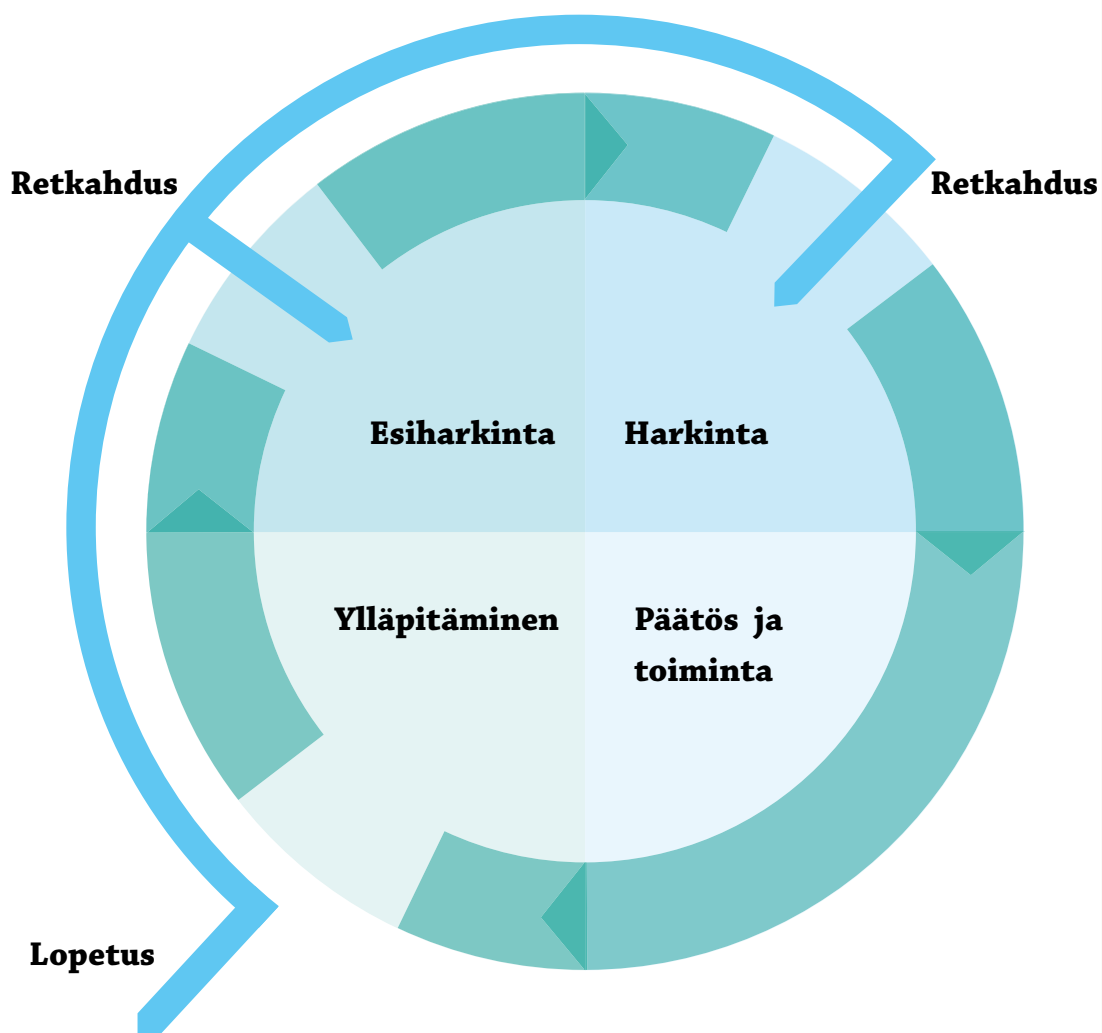 Retkahdus
Retkahdus
Esiharkinta
Harkinta
Ylläpitäminen
Päätös ja
toiminta
Lopetus